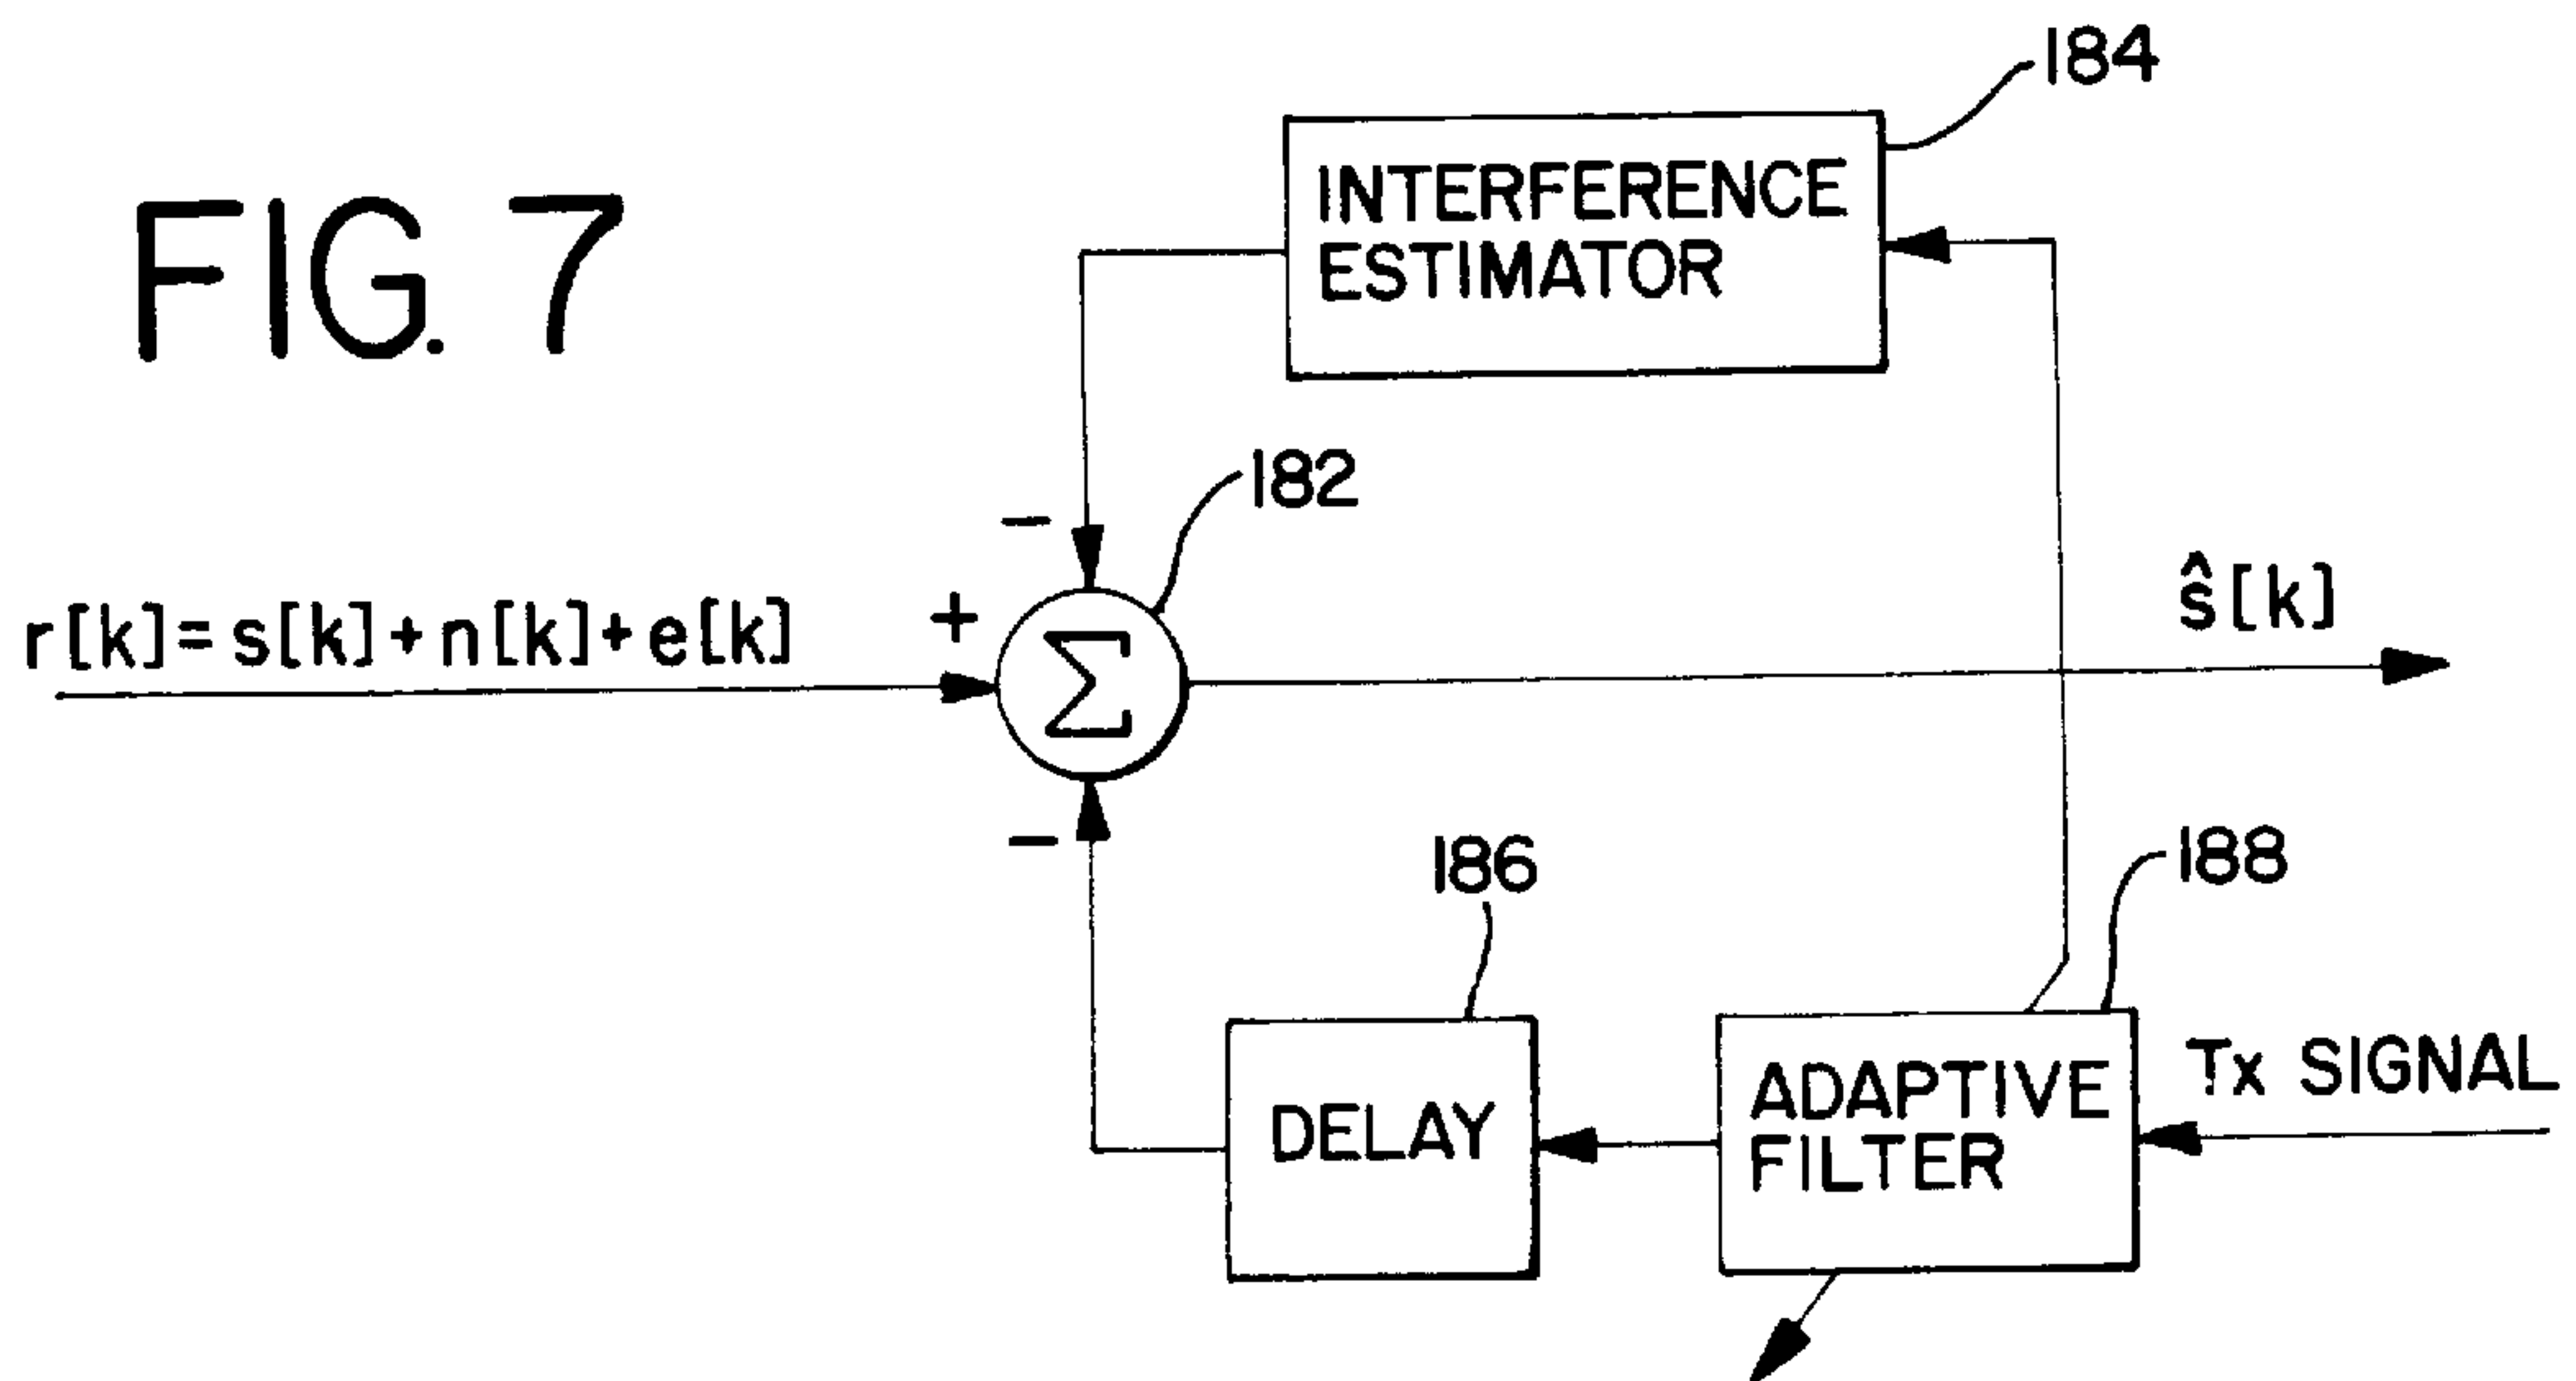 FIG. 7
184
INTERFERENCE
ESTIMATOR
182
−
+
r[k]= s[k]+n[k]+e[k]
Σ
ŝ[k]
−
186
188
DELAY
ADAPTIVE
FILTER
Tx SIGNAL